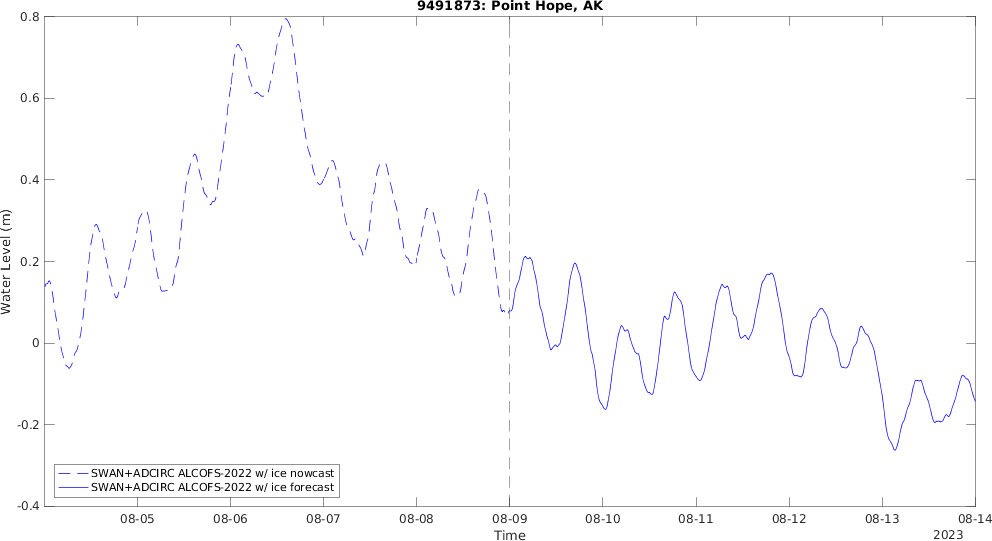 9491873: Point Hope, AK
0.8
0.6
0.4
0.2
0
-0.2
-0.4
Water Level (m)
SWAN+ADCIRC ALCOFS-2022 w/ ice nowcast
SWAN+ADCIRC ALCOFS-2022 w/ ice forecast
08-05 08-06 08-07 08-08 08-09 08-10 08-11 08-12 08-13 08-14
Time
2023